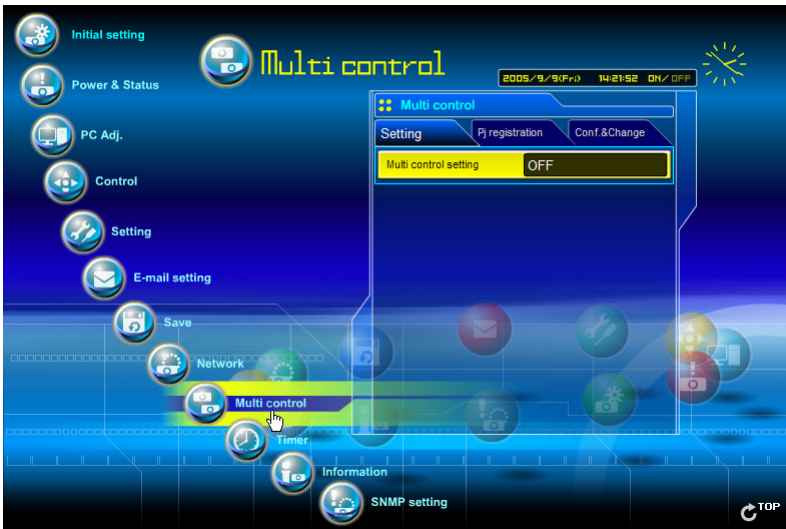 Initial setting
Power & Status
PC Adj.
Control
Setting
E-mail setting
Save
Network
Multi control
Timer
Information
SNMP setting
Multi control
2005/9/9(Fri) 14:21:52 ON/OFF
Multi control
Setting Pj registration Conf.&Change
Multi control setting OFF
TOP